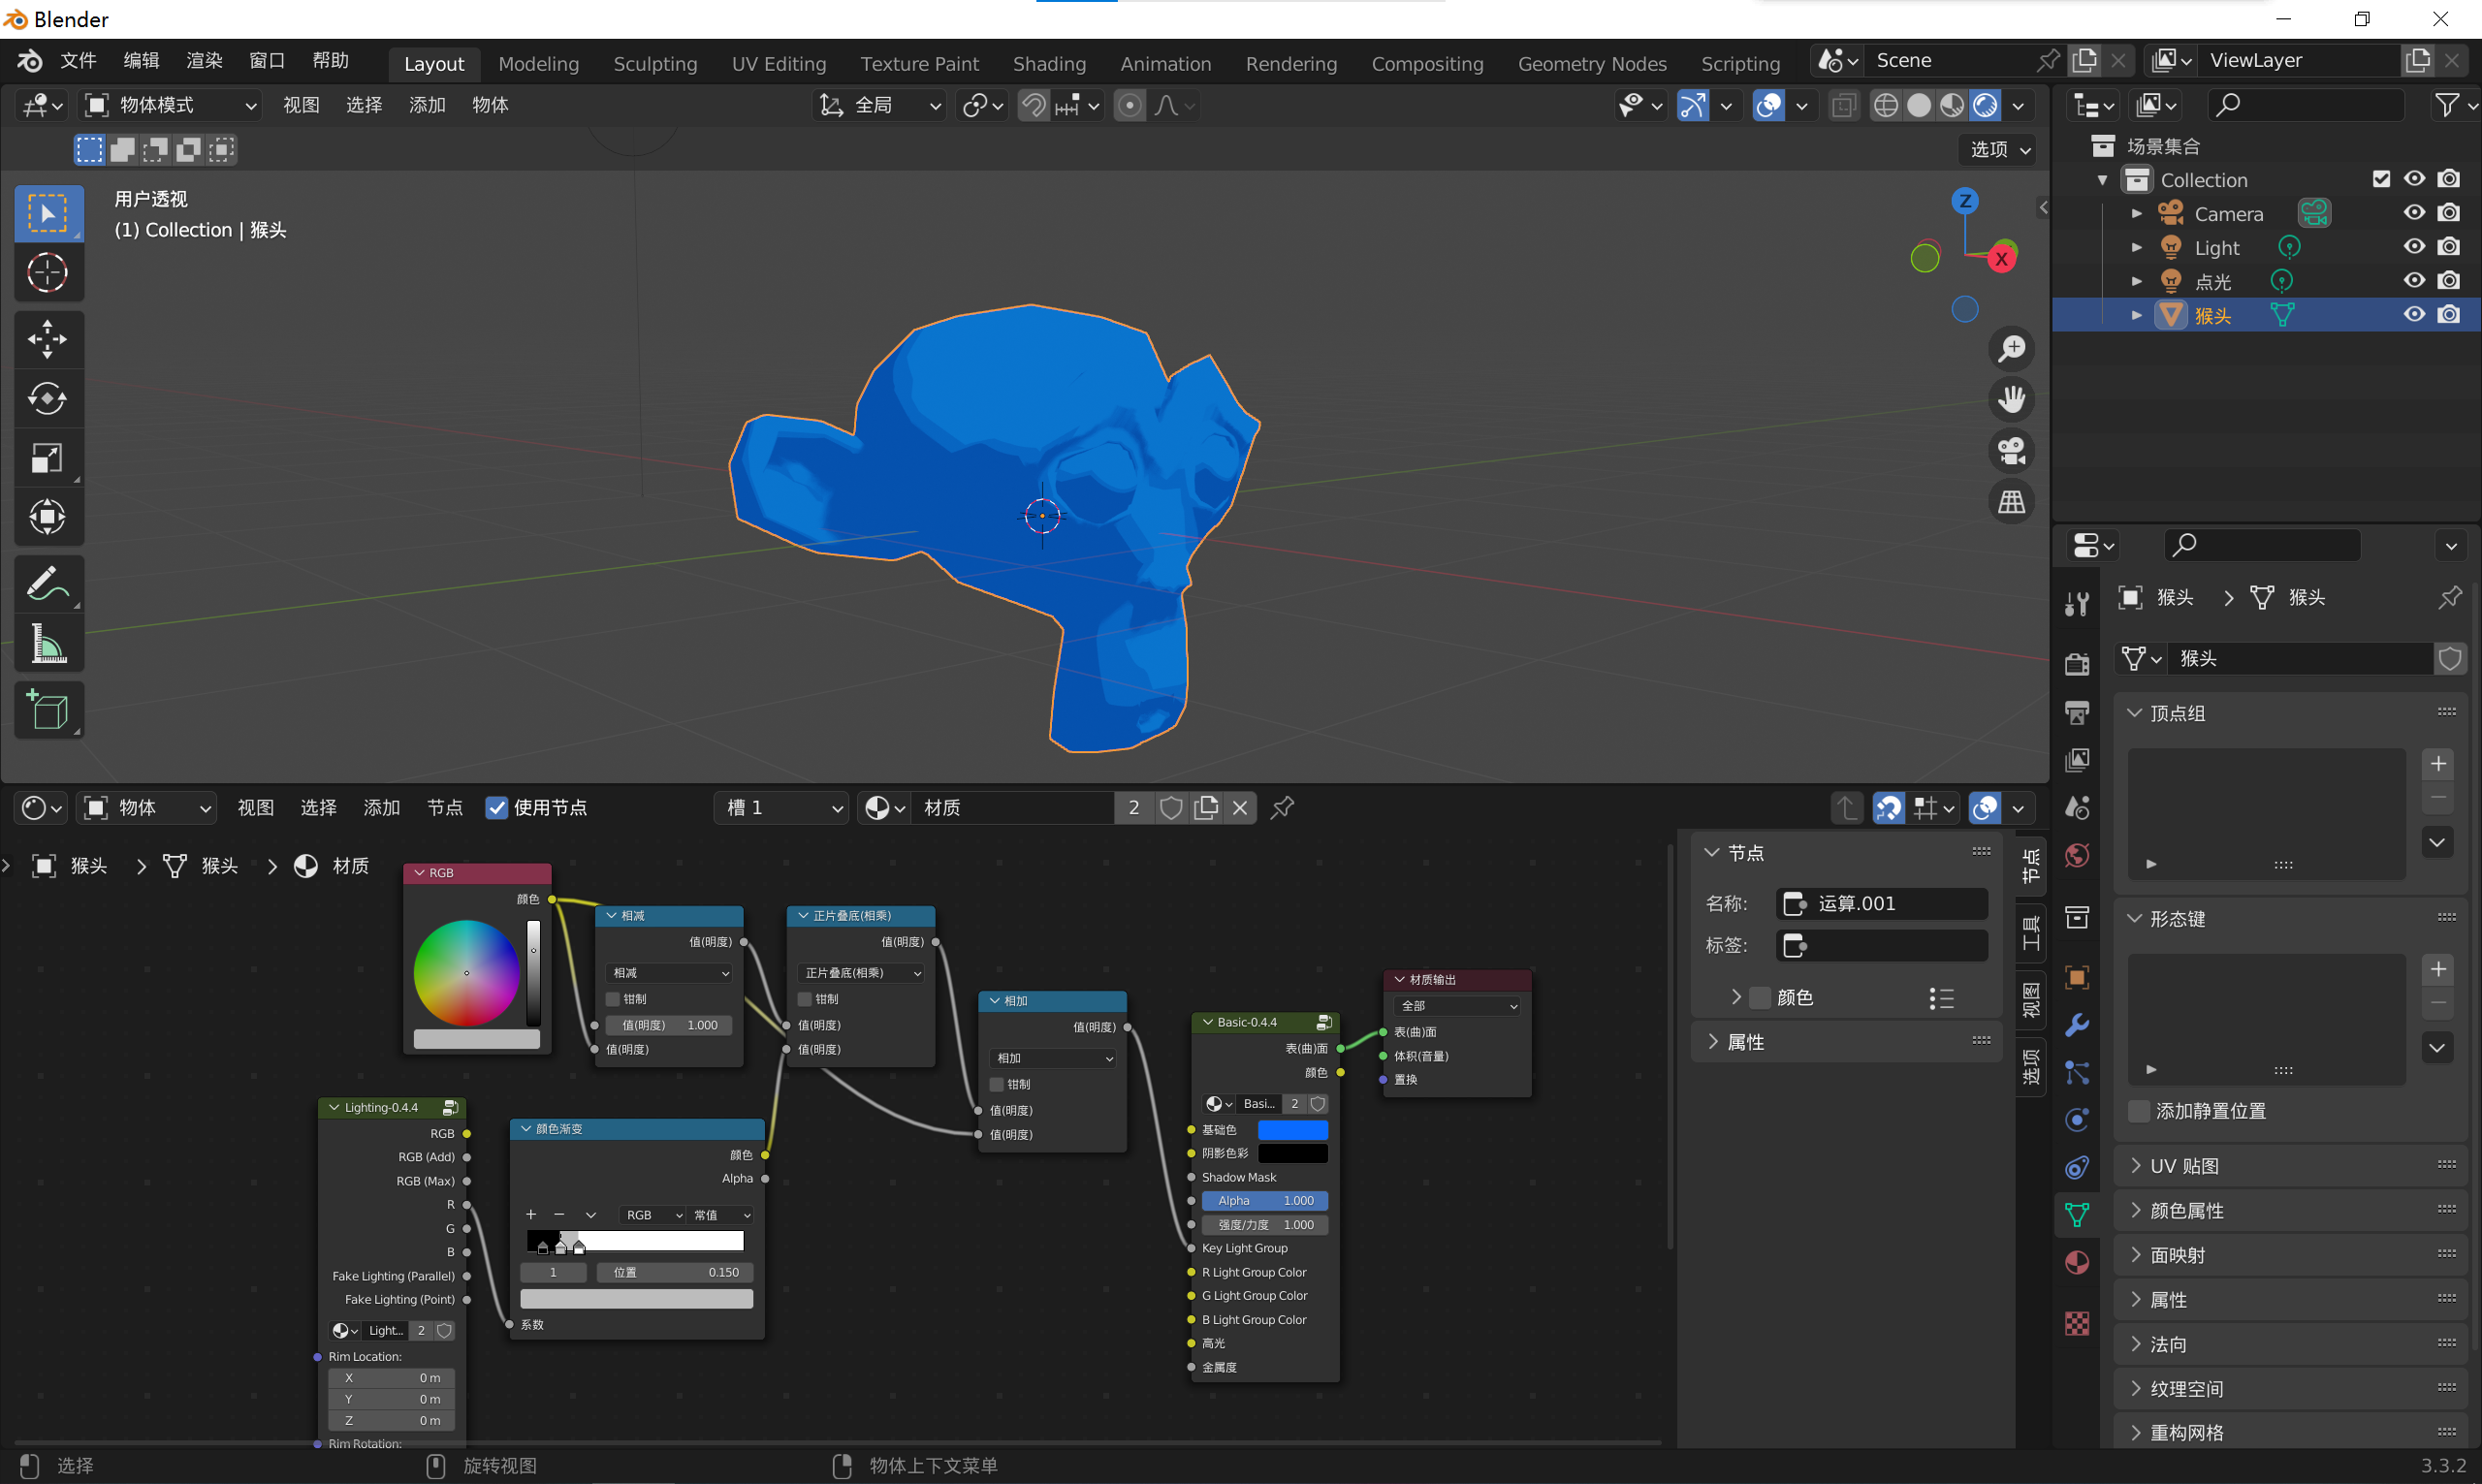 Blender
文件 编辑 渲染 窗口 帮助 Layout Modeling Sculpting UV Editing Texture Paint Shading Animation Rendering Compositing Geometry Nodes Scripting Scene ViewLayer
物体模式 视图 选择 添加 物体 全局
选项
用户透视
(1) Collection | 猴头
Z
X
场景集合
Collection
Camera
Light
点光
猴头
猴头 猴头
猴头
顶点组
形态键
添加静置位置
UV 贴图
颜色属性
面映射
属性
法向
纹理空间
重构网格
物体 视图 选择 添加 节点 使用节点 槽 1 材质 2
猴头 猴头 材质
RGB
颜色
相减
值(明度)
相减
钳制
值(明度) 1.000
值(明度)
正片叠底(相乘)
值(明度)
正片叠底(相乘)
钳制
值(明度)
值(明度)
相加
值(明度)
相加
钳制
值(明度)
值(明度)
Lighting-0.4.4
RGB
RGB (Add)
RGB (Max)
R
G
B
Fake Lighting (Parallel)
Fake Lighting (Point)
Light... 2
Rim Location:
X 0 m
Y 0 m
Z 0 m
Rim Rotation:
颜色渐变
颜色
Alpha
RGB 常值
1 位置 0.150
系数
Basic-0.4.4
表(曲)面
颜色
Basi... 2
基础色
阴影色彩
Shadow Mask
Alpha 1.000
强度/力度 1.000
Key Light Group
R Light Group Color
G Light Group Color
B Light Group Color
高光
金属度
材质输出
全部
表(曲)面
体积(音量)
置换
节点
名称: 运算.001
标签:
颜色
属性
节点
工具
视图
选项
选择 旋转视图 物体上下文菜单 3.3.2